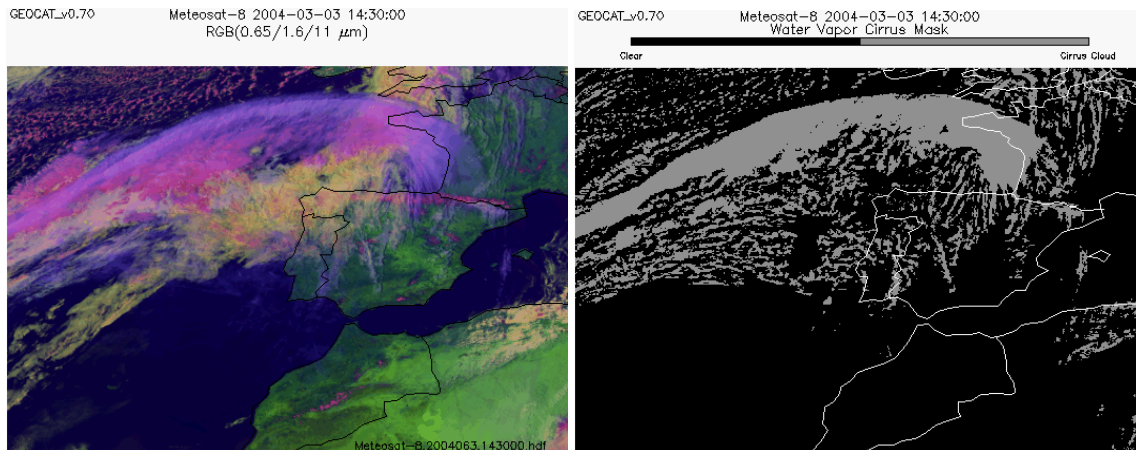 GEOCAT_v0.70
Meteosat-8 2004-03-03 14:30:00
RGB(0.65/1.6/11 μm)
Meteosat-8.2004063.143000.hdf
GEOCAT_v0.70
Meteosat-8 2004-03-03 14:30:00
Water Vapor Cirrus Mask
Clear
Cirrus Cloud